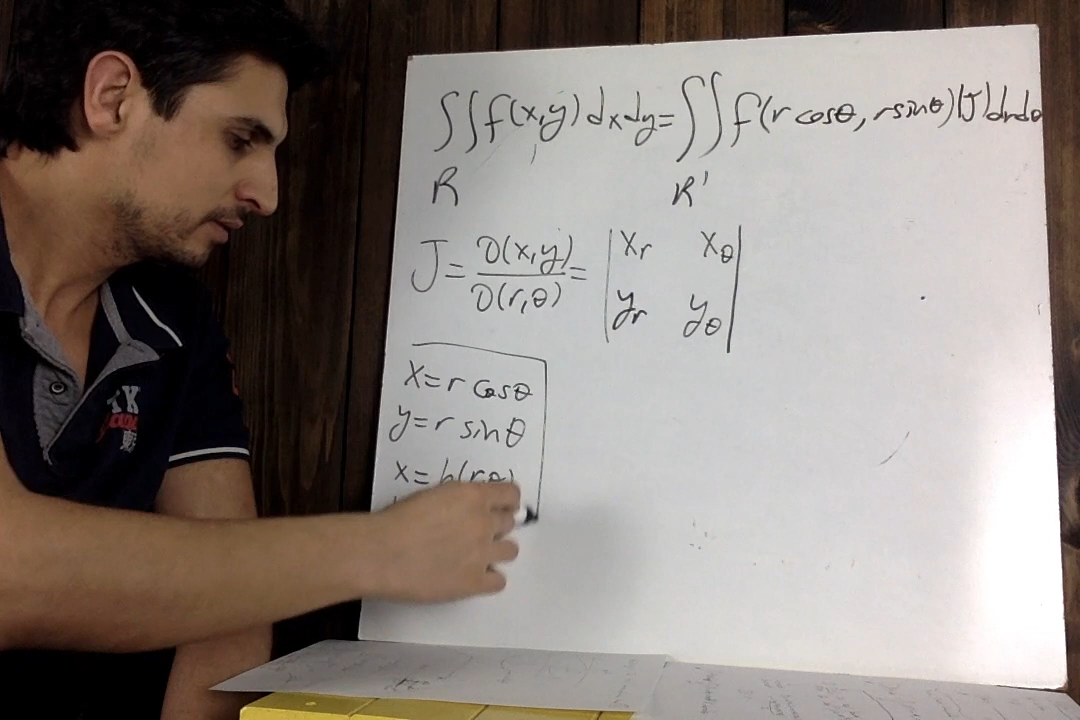 ∫∫ f(x,y) dx dy = ∫∫ f(r cosθ, r sinθ) |J| dr dθ
R R'
J = ∂(x,y)/∂(r,θ) = | xr xθ |
| yr yθ |
x = r cosθ
y = r sinθ
x = h(r,θ)